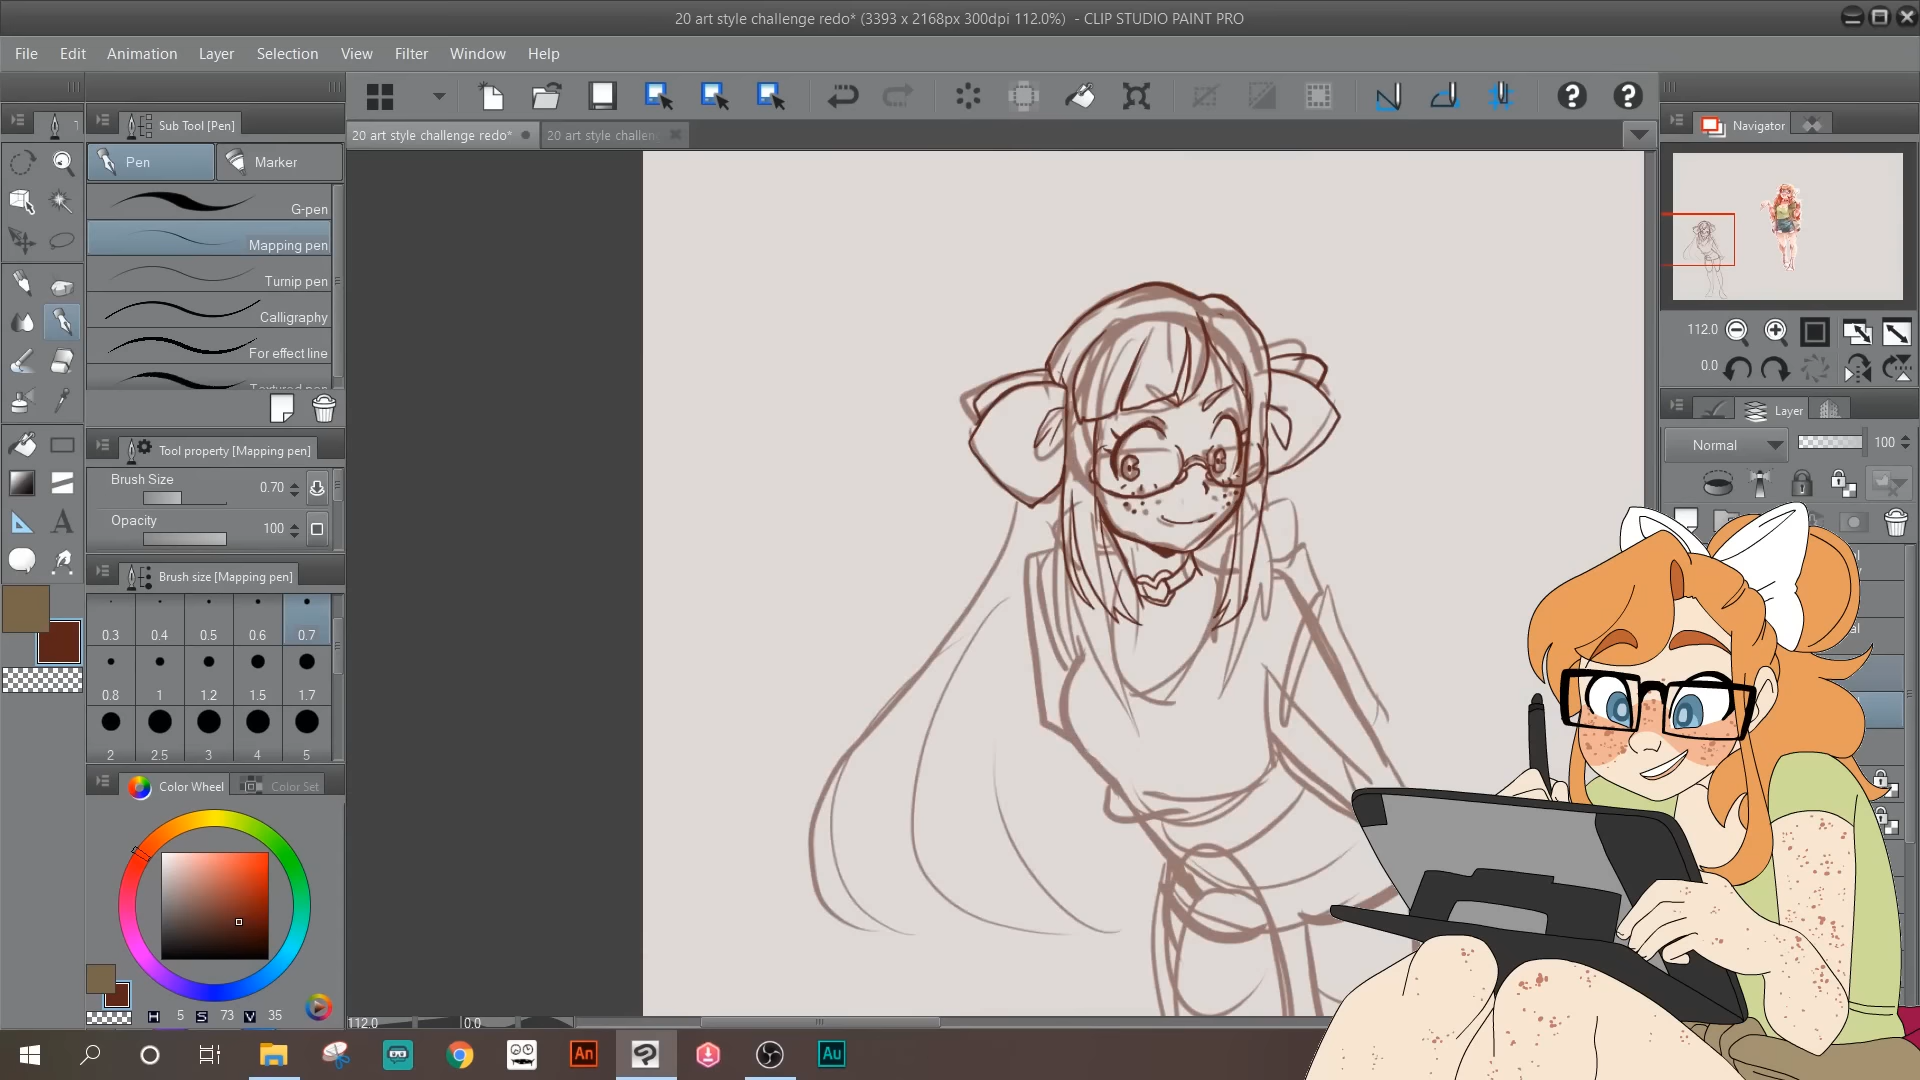 20 art style challenge redo* (3393 x 2168px 300dpi 112.0%) - CLIP STUDIO PAINT PRO
File Edit Animation Layer Selection View Filter Window Help
Sub Tool [Pen]
20 art style challenge redo* 20 art style challen
Navigator
Pen Marker
G-pen
Mapping pen
Turnip pen
Calligraphy
For effect line
Textured pen
112.0
0.0
Tool property [Mapping pen]
Brush Size 0.70
Opacity 100
Layer
Normal 100
Brush size [Mapping pen]
0.3 0.4 0.5 0.6 0.7
0.8 1 1.2 1.5 1.7
2 2.5 3 4 5
Color Wheel Color Set
H 5 S 73 V 35
112.0 0.0
An Au